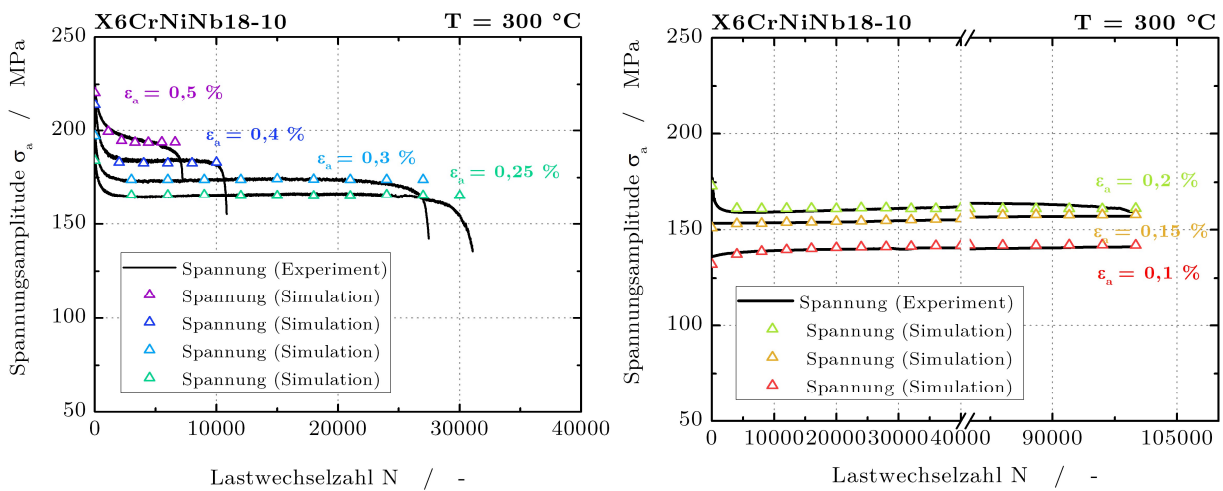 X6CrNiNb18-10 T = 300 °C
Spannungsamplitude σa / MPa
250
200
150
100
50
εa = 0,5 %
εa = 0,4 %
εa = 0,3 %
εa = 0,25 %
Spannung (Experiment)
Spannung (Simulation)
Spannung (Simulation)
Spannung (Simulation)
Spannung (Simulation)
0 10000 20000 30000 40000
Lastwechselzahl N / -
X6CrNiNb18-10 T = 300 °C
Spannungsamplitude σa / MPa
250
200
150
100
50
εa = 0,2 %
εa = 0,15 %
εa = 0,1 %
Spannung (Experiment)
Spannung (Simulation)
Spannung (Simulation)
Spannung (Simulation)
0 10000 20000 30000 40000 90000 105000
Lastwechselzahl N / -